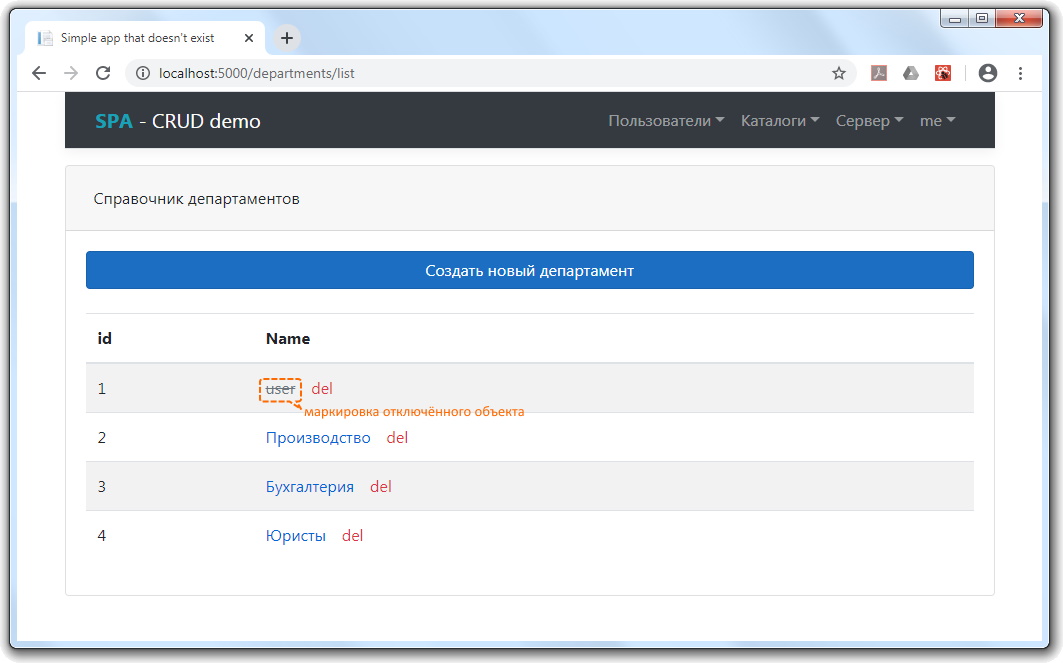 Simple app that doesn't exist
localhost:5000/departments/list
SPA - CRUD demo Пользователи Каталоги Сервер me
Справочник департаментов
Создать новый департамент
id Name
1 user del
маркировка отключённого объекта
2 Производство del
3 Бухгалтерия del
4 Юристы del